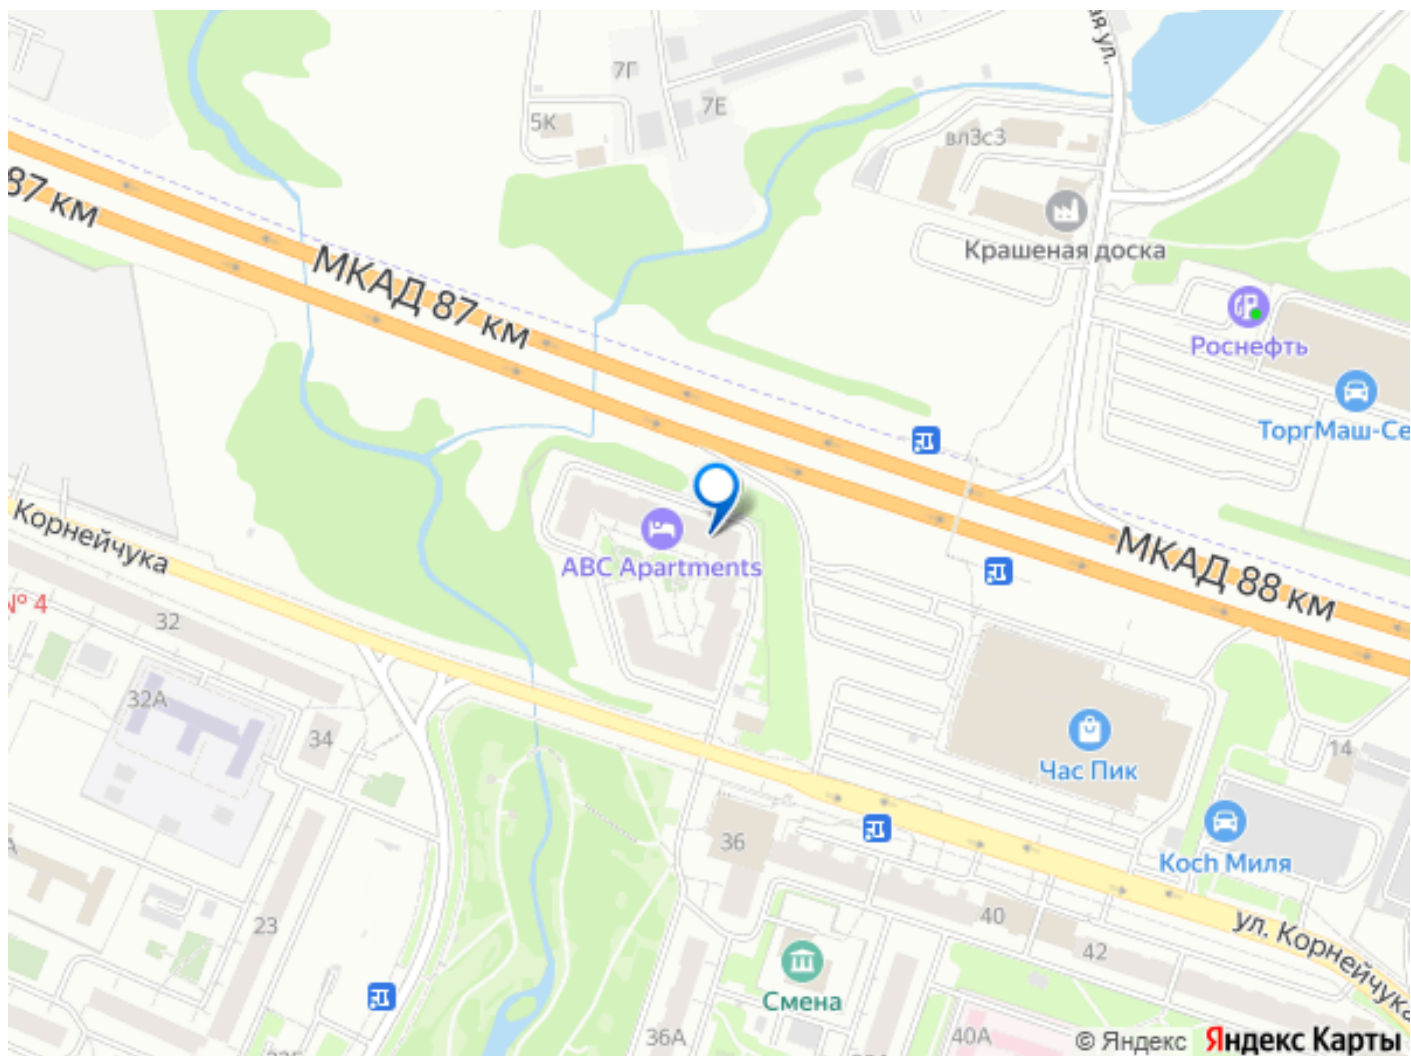 ая ул.
7Г
7Е
5К
вл3с3
87 км
Крашеная доска
МКАД 87 км
Роснефть
ТоргМаш-Се
Корнейчука
№ 4
ABC Apartments
МКАД 88 км
32
32А
34
14
Час Пик
36
Koch Миля
23
40
ул. Корнейчука
42
Смена
36А
40А
© Яндекс Яндекс Карты